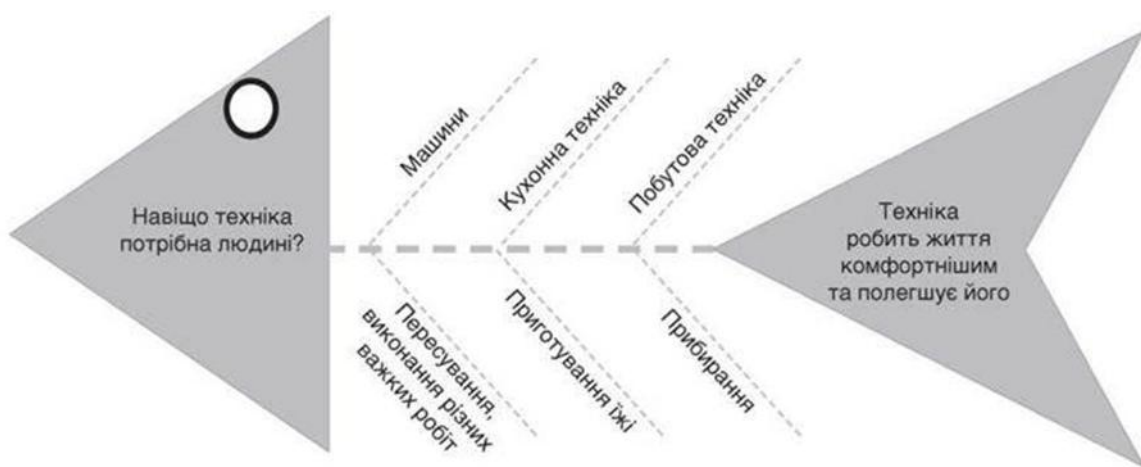 Навіщо техніка
потрібна людині?
Машини
Кухонна техніка
Побутова техніка
Пересування,
виконання різних
важких робіт
Приготування їжі
Прибирання
Техніка
робить життя
комфортнішим
та полегшує його